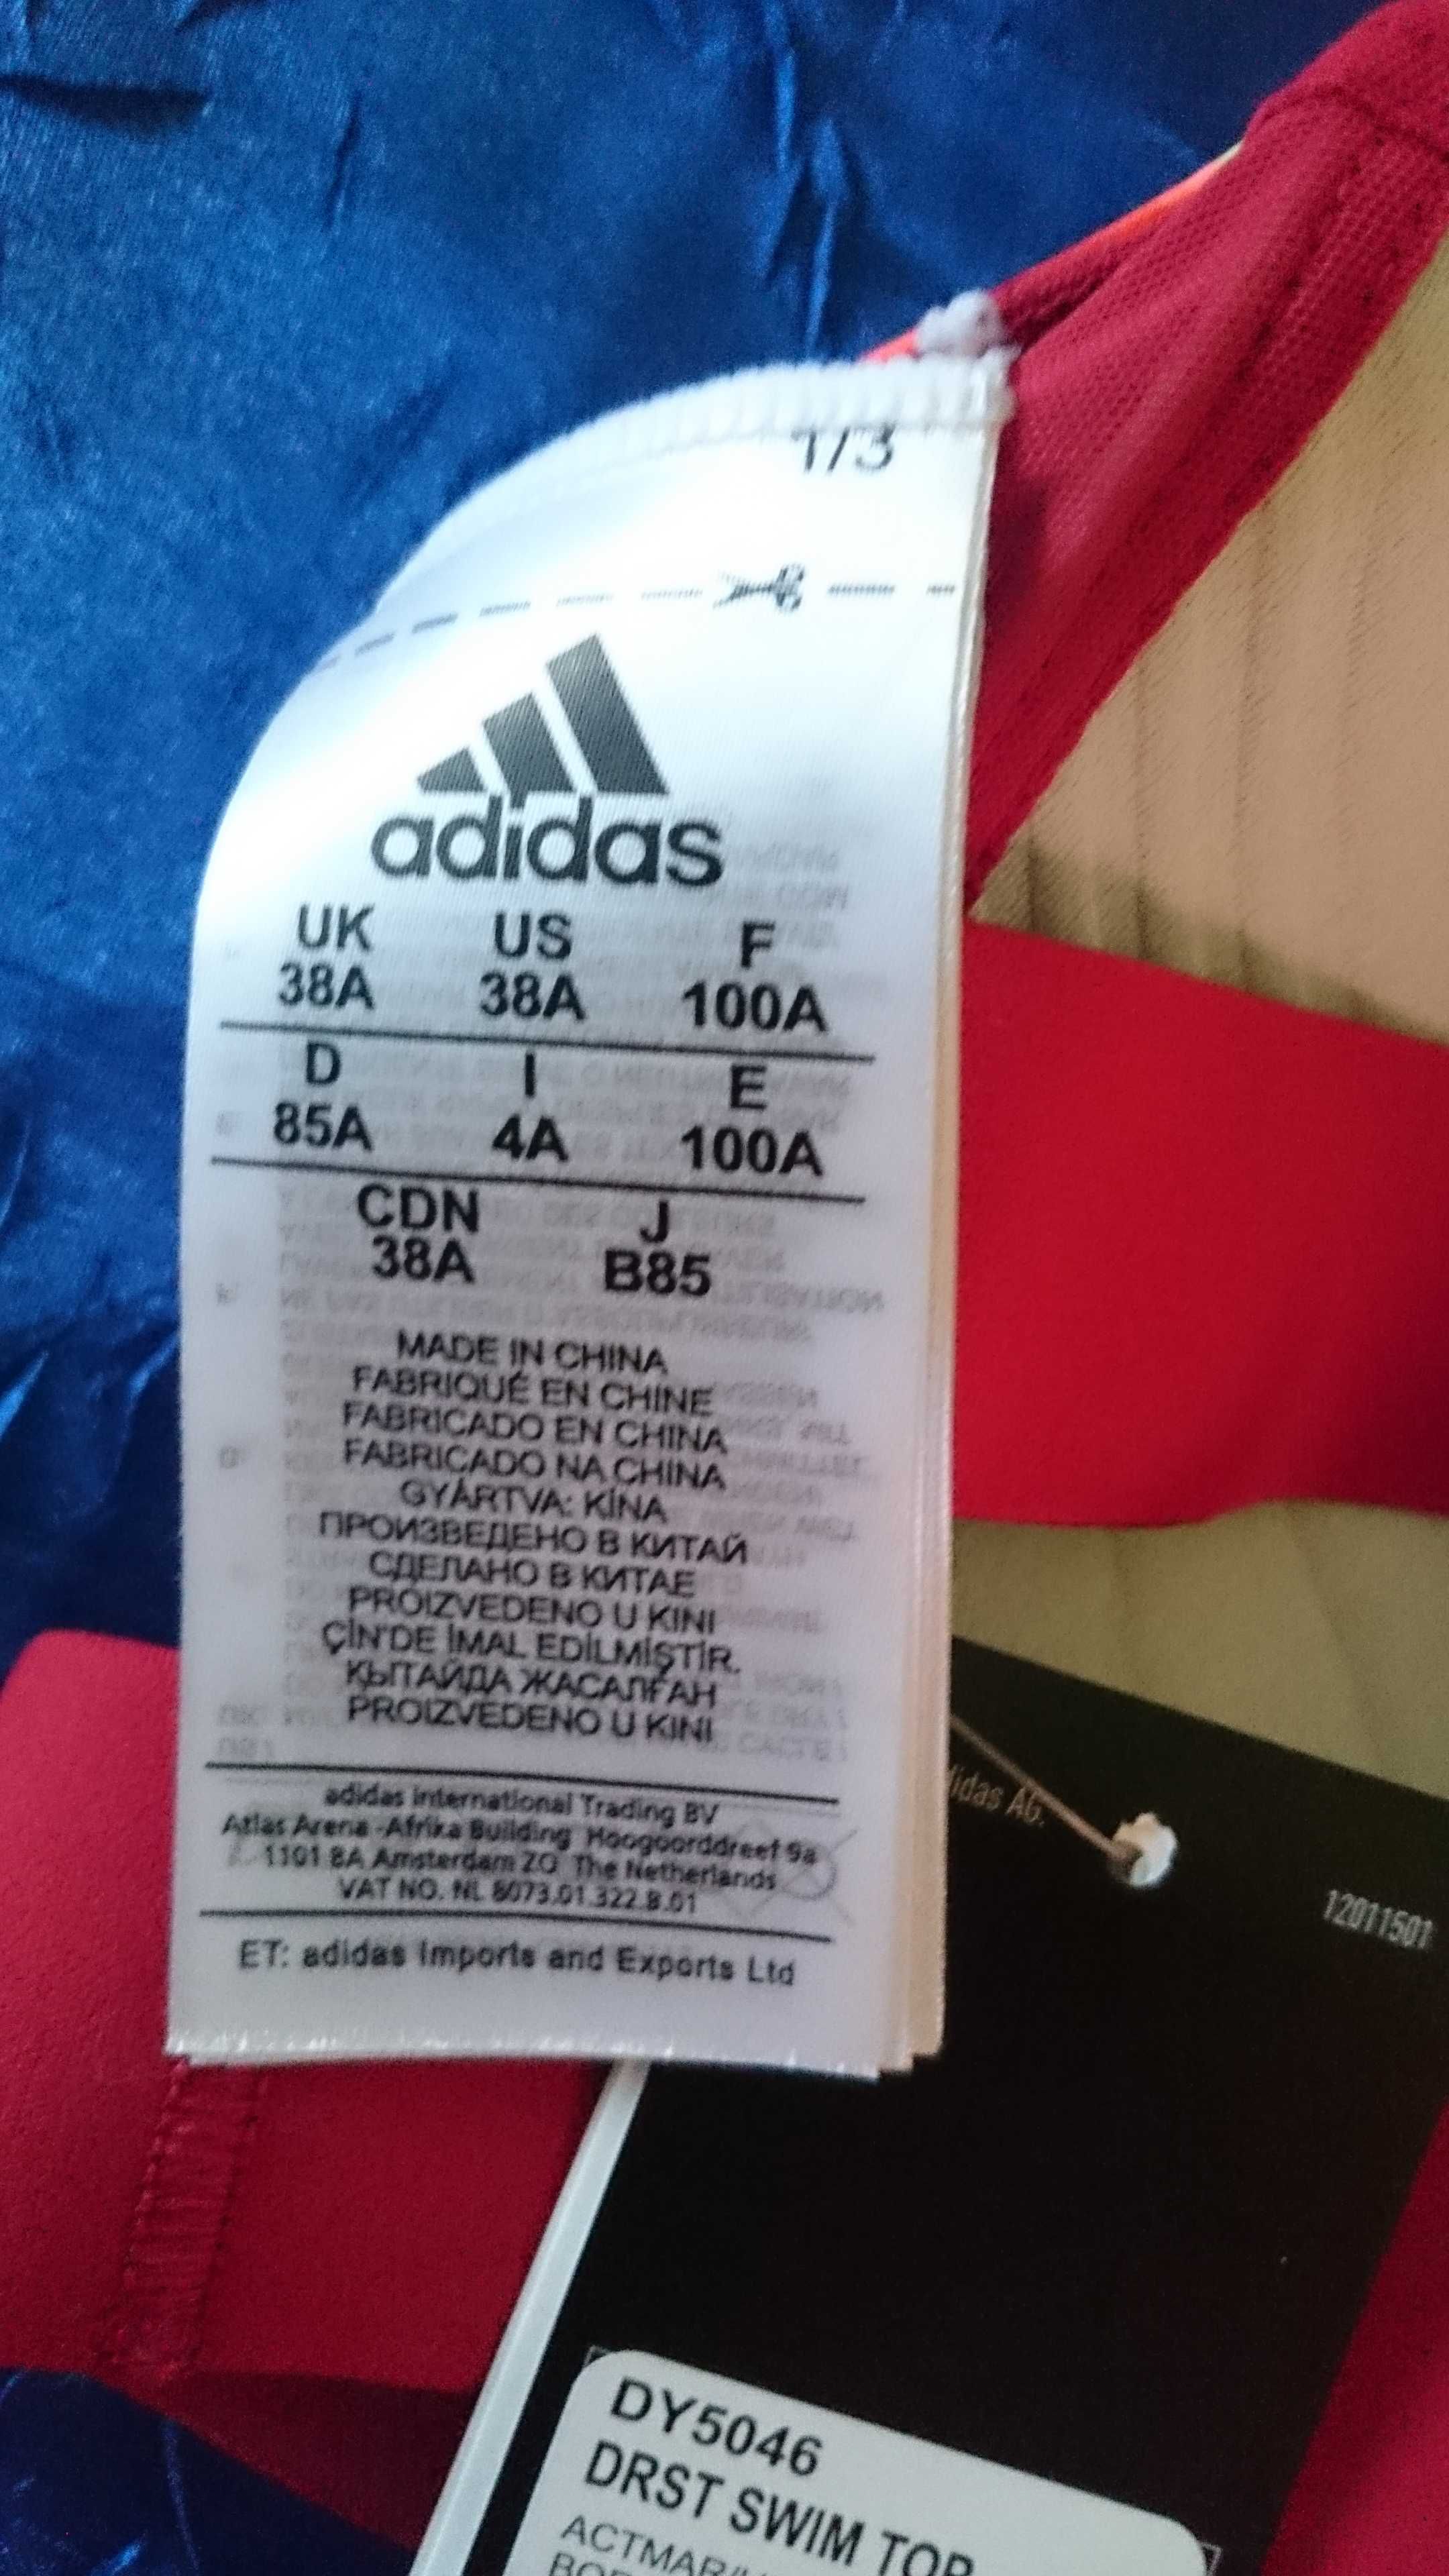 1/3
adidas
UK US F
38A 38A 100A
D I E
85A 4A 100A
CDN J
38A B85
MADE IN CHINA
FABRIQUÉ EN CHINE
FABRICADO EN CHINA
FABRICADO NA CHINA
GYÁRTVA: KÍNA
ПРОИЗВЕДЕНО В КИТАЙ
СДЕЛАНО В КИТАЕ
PROIZVEDENO U KINI
ÇİN'DE İMAL EDİLMİŞTİR.
ҚЫТАЙДА ЖАСАЛҒАН
PROIZVEDENO U KINI
adidas international Trading BV
Atlas Arena -Afrika Building Hoogoorddreef 9a
1101 BA Amsterdam ZO The Netherlands
VAT NO. NL 8073.01.322.B.01
ET: adidas Imports and Exports Ltd
AG.
12011501
DY5046
DRST SWIM TOP